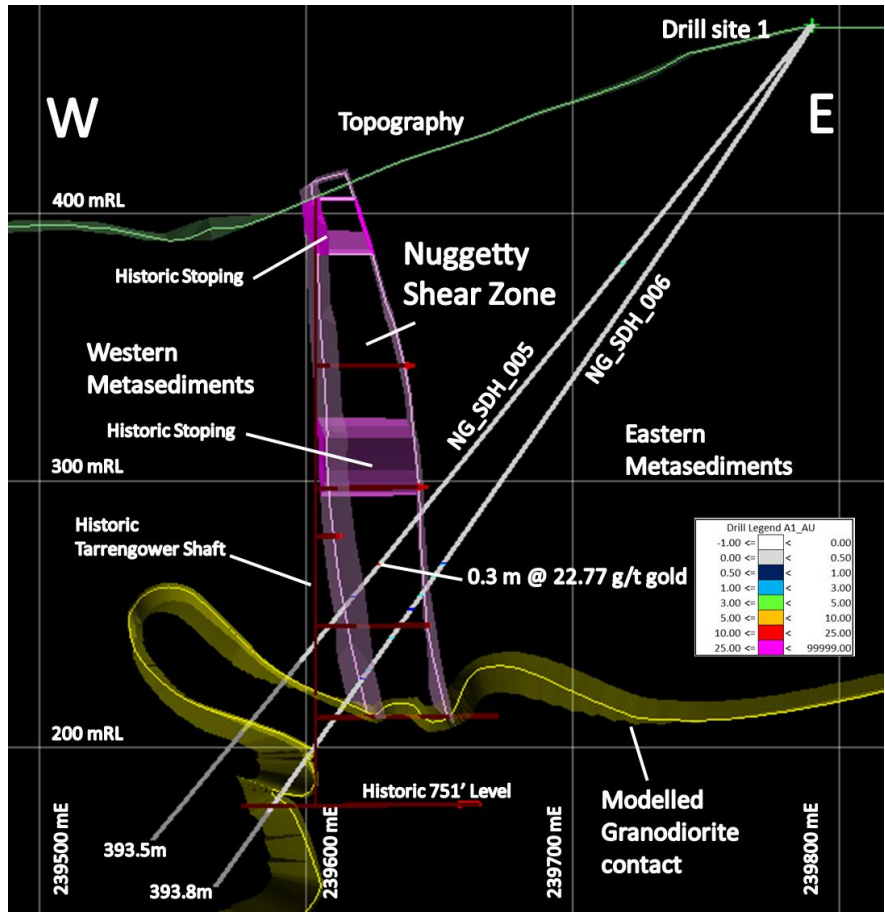 Drill site 1
W
E
Topography
400 mRL
Historic Stoping
Nuggetty
Shear Zone
NG_SDH_005
NG_SDH_006
Western
Metasediments
Historic Stoping
Eastern
Metasediments
300 mRL
Historic
Tarrengower Shaft
0.3 m @ 22.77 g/t gold
Drill Legend A1_AU
-1.00 <= < 0.00
0.00 <= < 0.50
0.50 <= < 1.00
1.00 <= < 3.00
3.00 <= < 5.00
5.00 <= < 10.00
10.00 <= < 25.00
25.00 <= < 99999.00
200 mRL
Historic 751' Level
Modelled
Granodiorite
contact
393.5m
393.8m
239500 mE
239600 mE
239700 mE
239800 mE